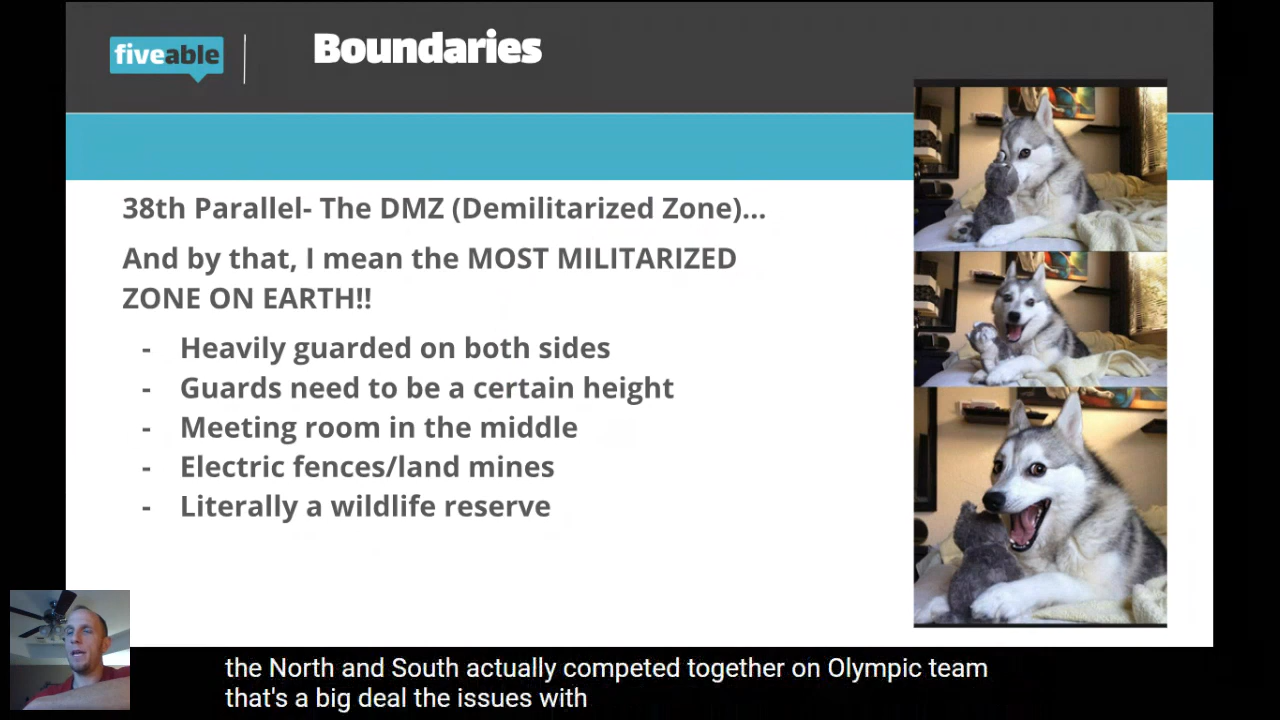 fiveable
Boundaries
38th Parallel- The DMZ (Demilitarized Zone)...
And by that, I mean the MOST MILITARIZED
ZONE ON EARTH!!
- Heavily guarded on both sides
- Guards need to be a certain height
- Meeting room in the middle
- Electric fences/land mines
- Literally a wildlife reserve
the North and South actually competed together on Olympic team
that's a big deal the issues with